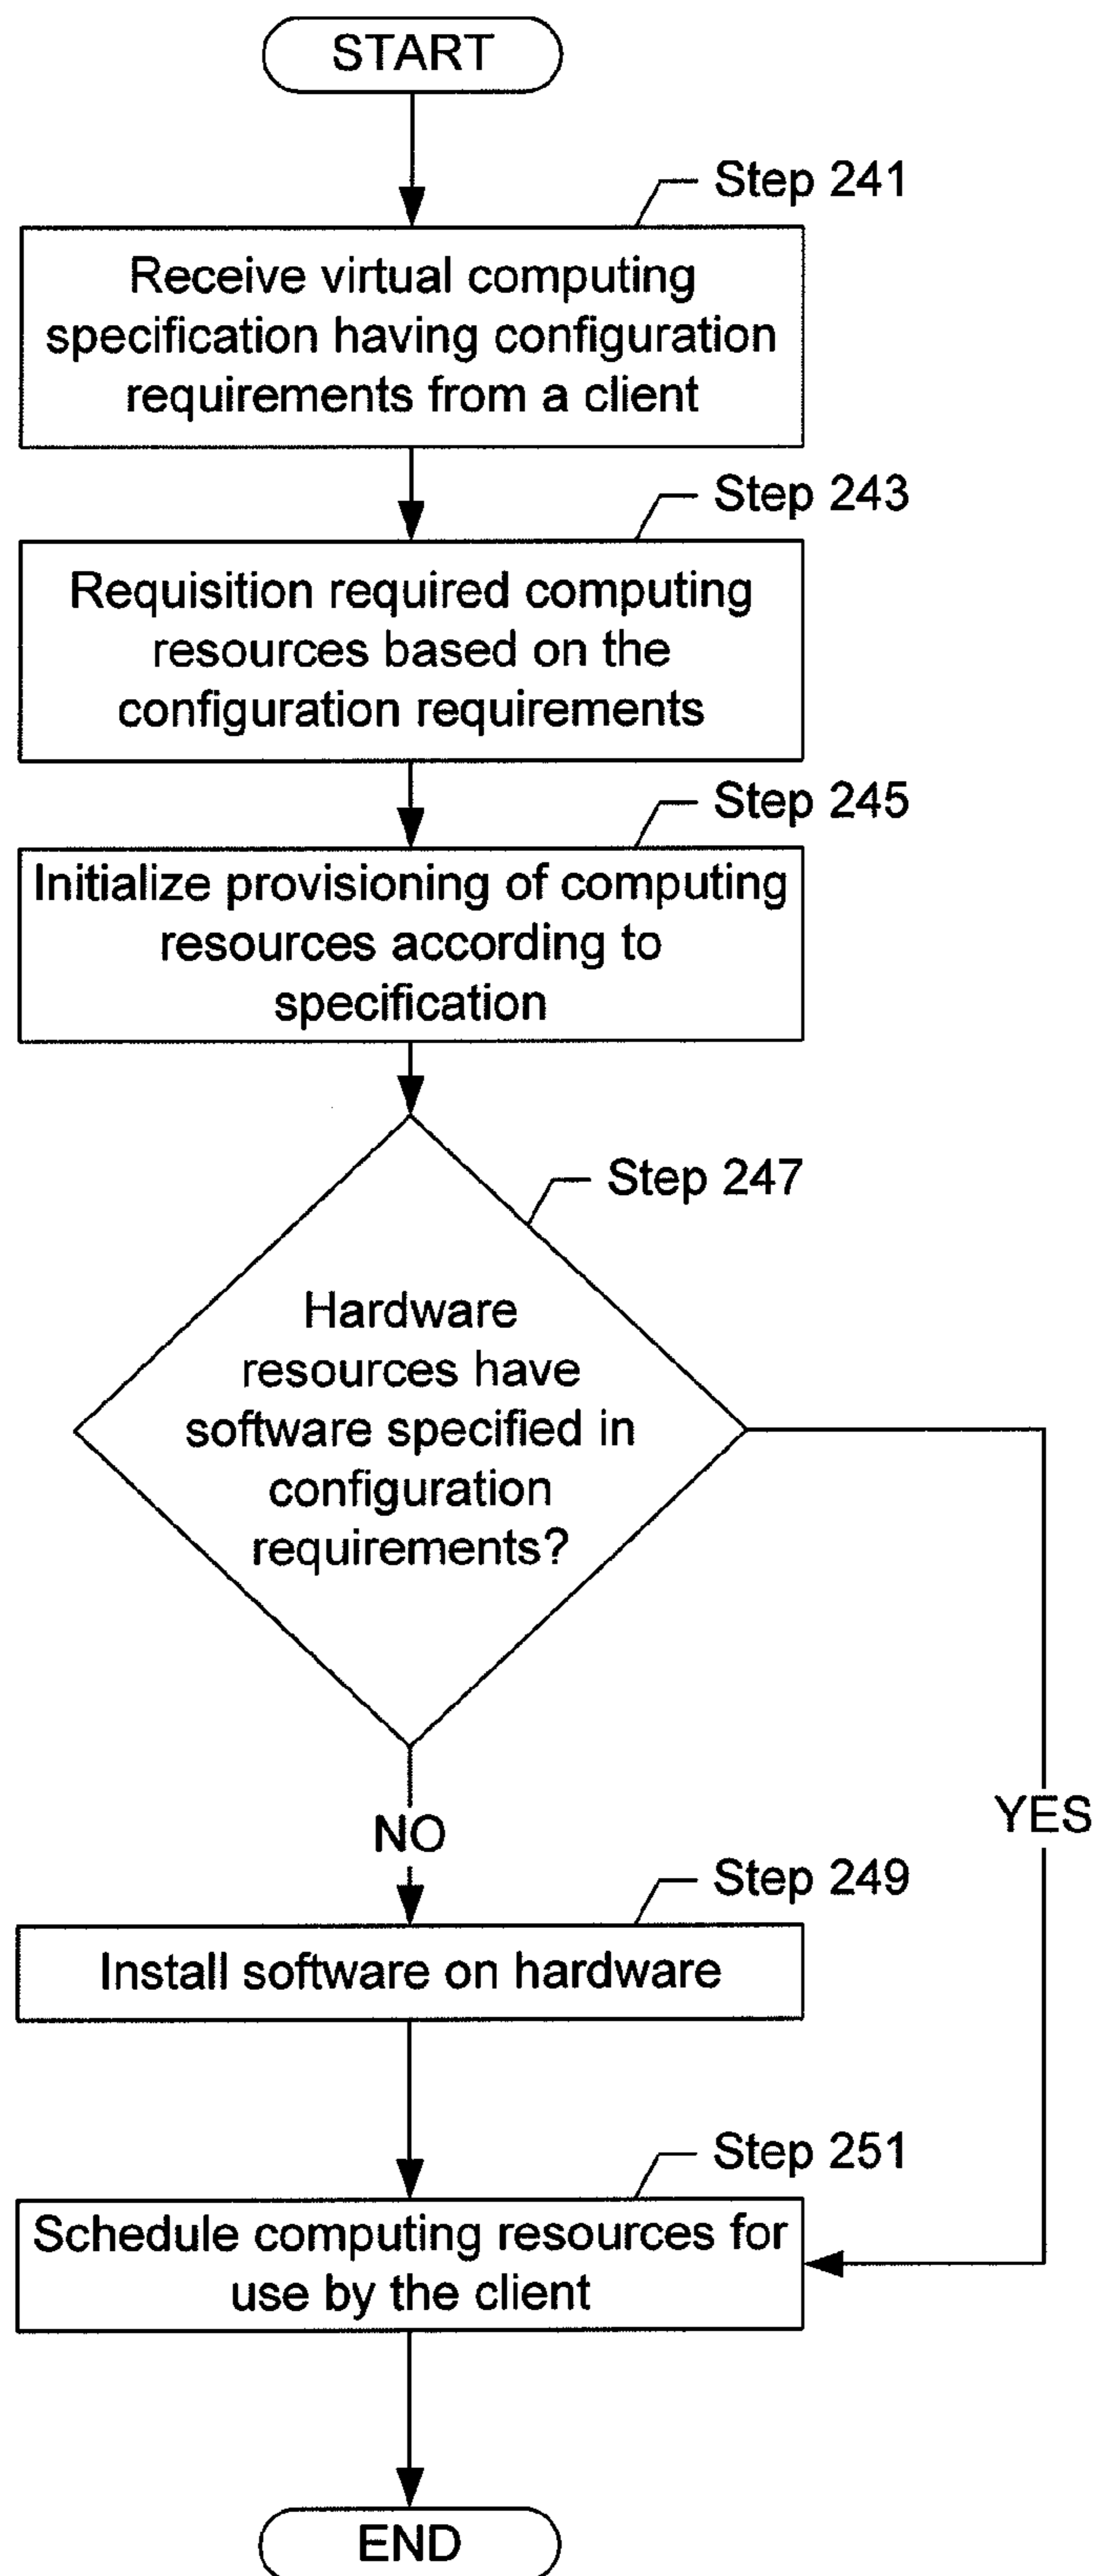 START
Step 241
Receive virtual computing
specification having configuration
requirements from a client
Step 243
Requisition required computing
resources based on the
configuration requirements
Step 245
Initialize provisioning of computing
resources according to
specification
Step 247
Hardware
resources have
software specified in
configuration
requirements?
YES
NO
Step 249
Install software on hardware
Step 251
Schedule computing resources for
use by the client
END